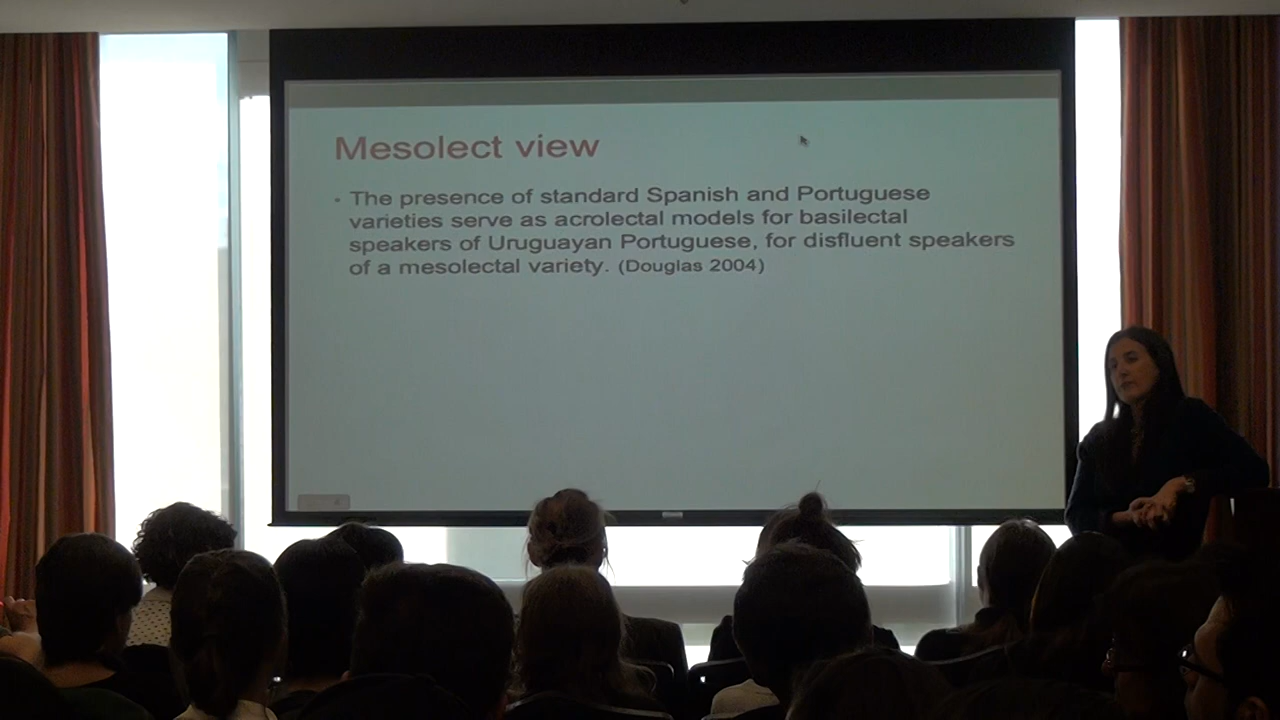 Mesolect view
• The presence of standard Spanish and Portuguese
varieties serve as acrolectal models for basilectal
speakers of Uruguayan Portuguese, for disfluent speakers
of a mesolectal variety. (Douglas 2004)